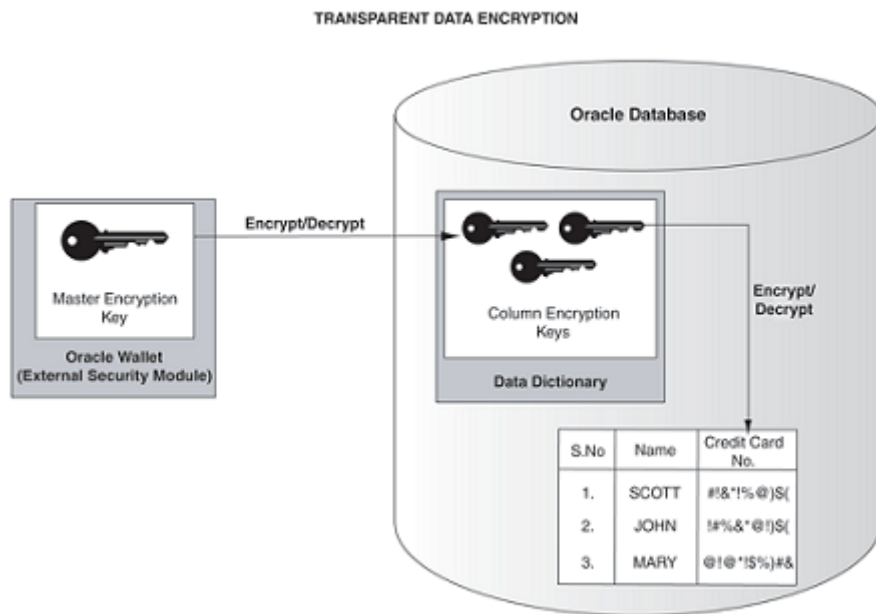 TRANSPARENT DATA ENCRYPTION
Oracle Database
Encrypt/Decrypt
Master Encryption
Key
Oracle Wallet
(External Security Module)
Column Encryption
Keys
Data Dictionary
Encrypt/
Decrypt
S.No Name Credit Card
No.
1. SCOTT #!&*!%@)$(
2. JOHN !#%&*@!)$(
3. MARY @!@*!$%)#&